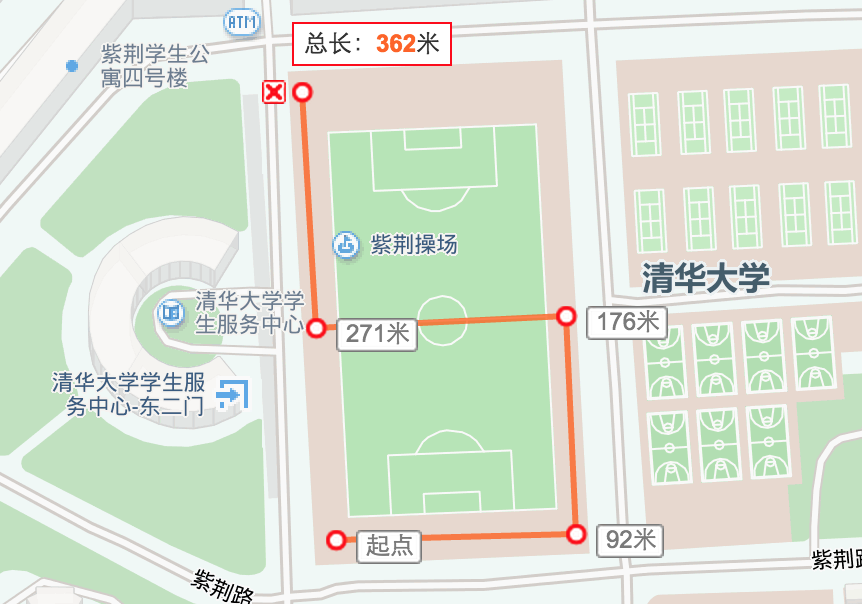 ATM
总长：362米
紫荆学生公
寓四号楼
紫荆操场
清华大学
清华大学学
生服务中心
271米
176米
清华大学学生服
务中心-东二门
起点
92米
紫荆路
紫荆路